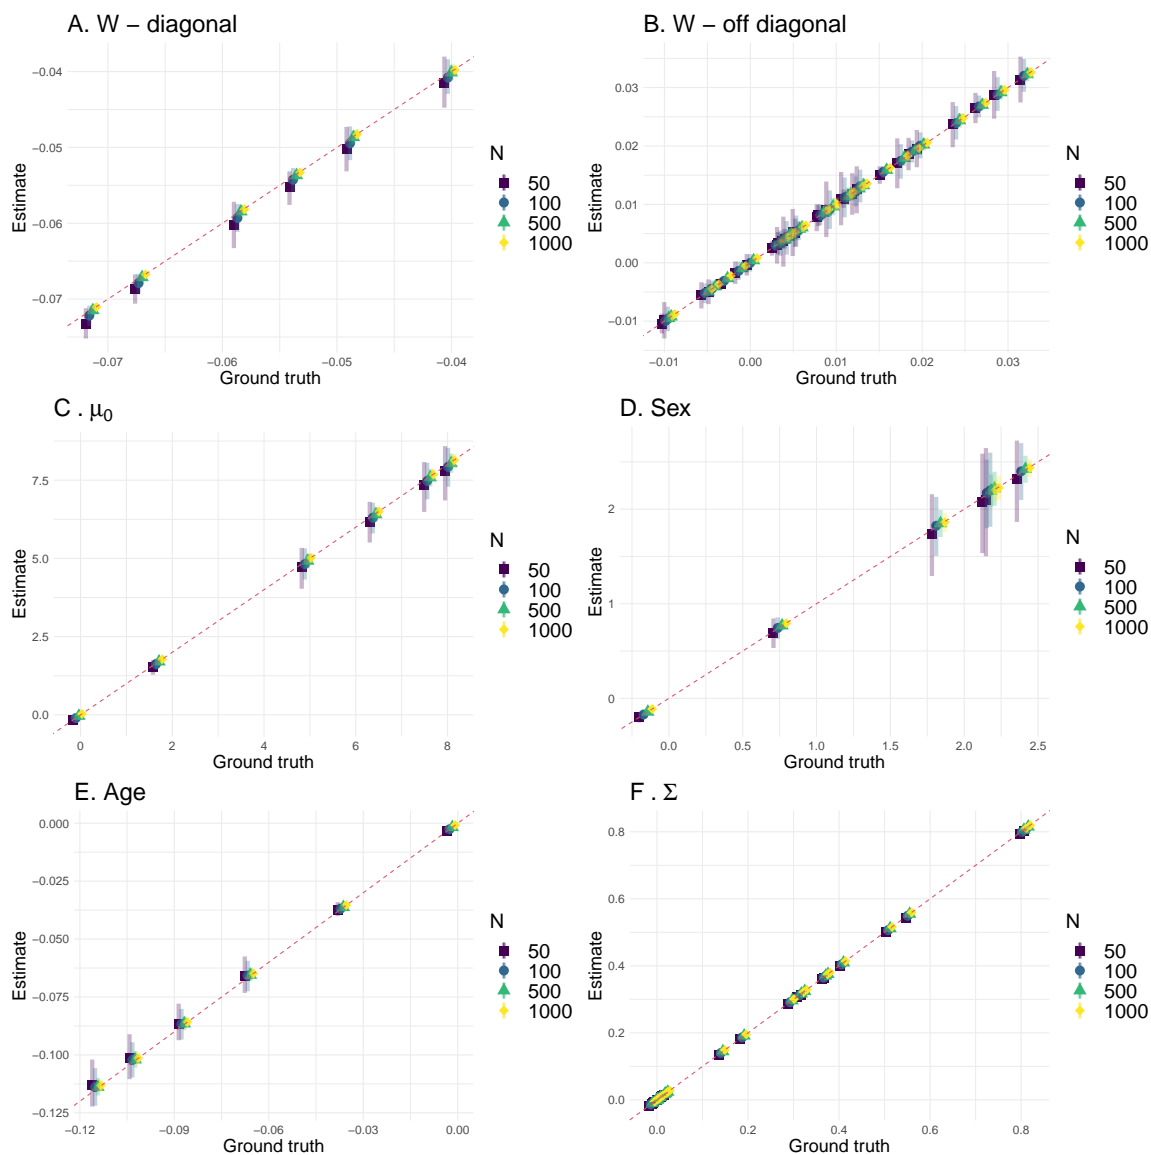 A. W − diagonal
Estimate
−0.04
−0.05
−0.06
−0.07
−0.07 −0.06 −0.05 −0.04
Ground truth
N
50
100
500
1000
B. W − off diagonal
Estimate
0.03
0.02
0.01
0.00
−0.01
−0.01 0.00 0.01 0.02 0.03
Ground truth
N
50
100
500
1000
C . μ₀
Estimate
7.5
5.0
2.5
0.0
0 2 4 6 8
Ground truth
N
50
100
500
1000
D. Sex
Estimate
2
1
0
0.0 0.5 1.0 1.5 2.0 2.5
Ground truth
N
50
100
500
1000
E. Age
Estimate
0.000
−0.025
−0.050
−0.075
−0.100
−0.125
−0.12 −0.09 −0.06 −0.03 0.00
Ground truth
N
50
100
500
1000
F . Σ
Estimate
0.8
0.6
0.4
0.2
0.0
0.0 0.2 0.4 0.6 0.8
Ground truth
N
50
100
500
1000